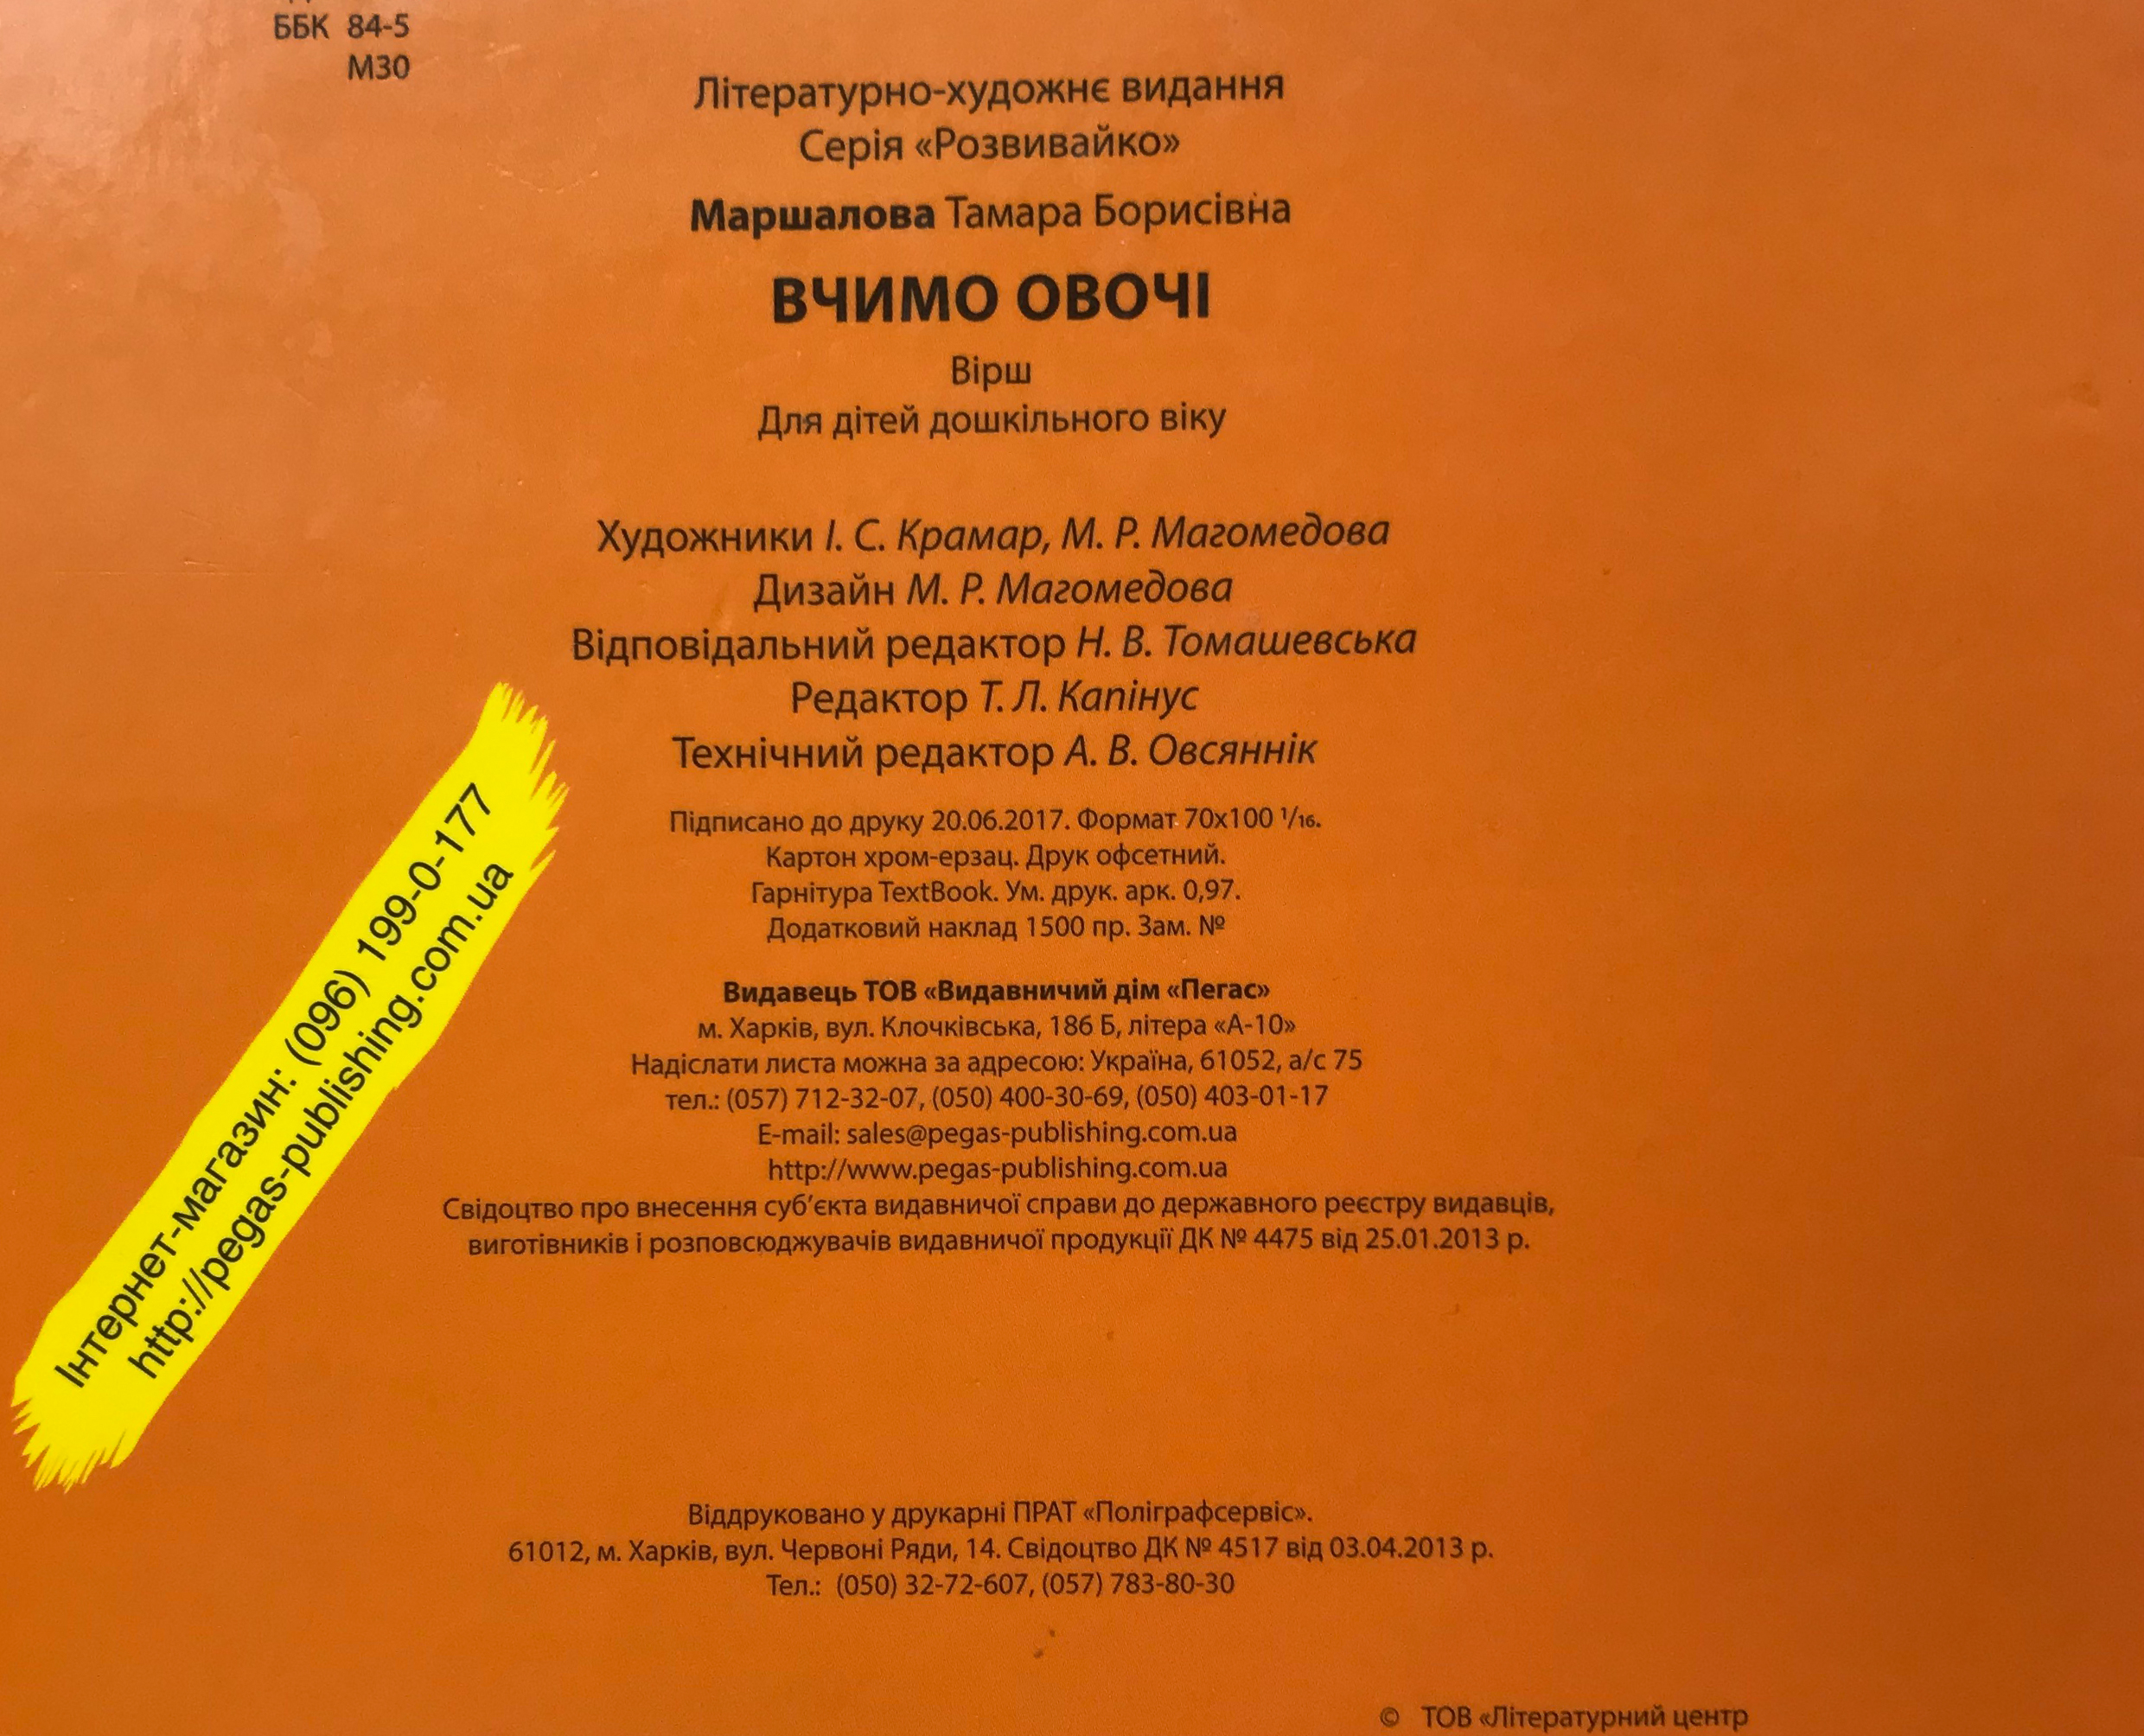 ББК 84-5
М30
Літературно-художнє видання
Серія «Розвивайко»
Маршалова Тамара Борисівна
ВЧИМО ОВОЧІ
Вірш
Для дітей дошкільного віку
Художники І. С. Крамар, М. Р. Магомедова
Дизайн М. Р. Магомедова
Відповідальний редактор Н. В. Томашевська
Редактор Т. Л. Капінус
Технічний редактор А. В. Овсяннік
Підписано до друку 20.06.2017. Формат 70х100 1/16.
Картон хром-ерзац. Друк офсетний.
Гарнітура TextBook. Ум. друк. арк. 0,97.
Додатковий наклад 1500 пр. Зам. №
Інтернет-магазин: (096) 199-0-177
http://pegas-publishing.com.ua
Видавець ТОВ «Видавничий дім «Пегас»
м. Харків, вул. Клочківська, 186 Б, літера «А-10»
Надіслати листа можна за адресою: Україна, 61052, а/с 75
тел.: (057) 712-32-07, (050) 400-30-69, (050) 403-01-17
E-mail: sales@pegas-publishing.com.ua
http://www.pegas-publishing.com.ua
Свідоцтво про внесення суб’єкта видавничої справи до державного реєстру видавців,
виготівників і розповсюджувачів видавничої продукції ДК № 4475 від 25.01.2013 р.
Віддруковано у друкарні ПРАТ «Поліграфсервіс».
61012, м. Харків, вул. Червоні Ряди, 14. Свідоцтво ДК № 4517 від 03.04.2013 р.
Тел.: (050) 32-72-607, (057) 783-80-30
© ТОВ «Літературний центр